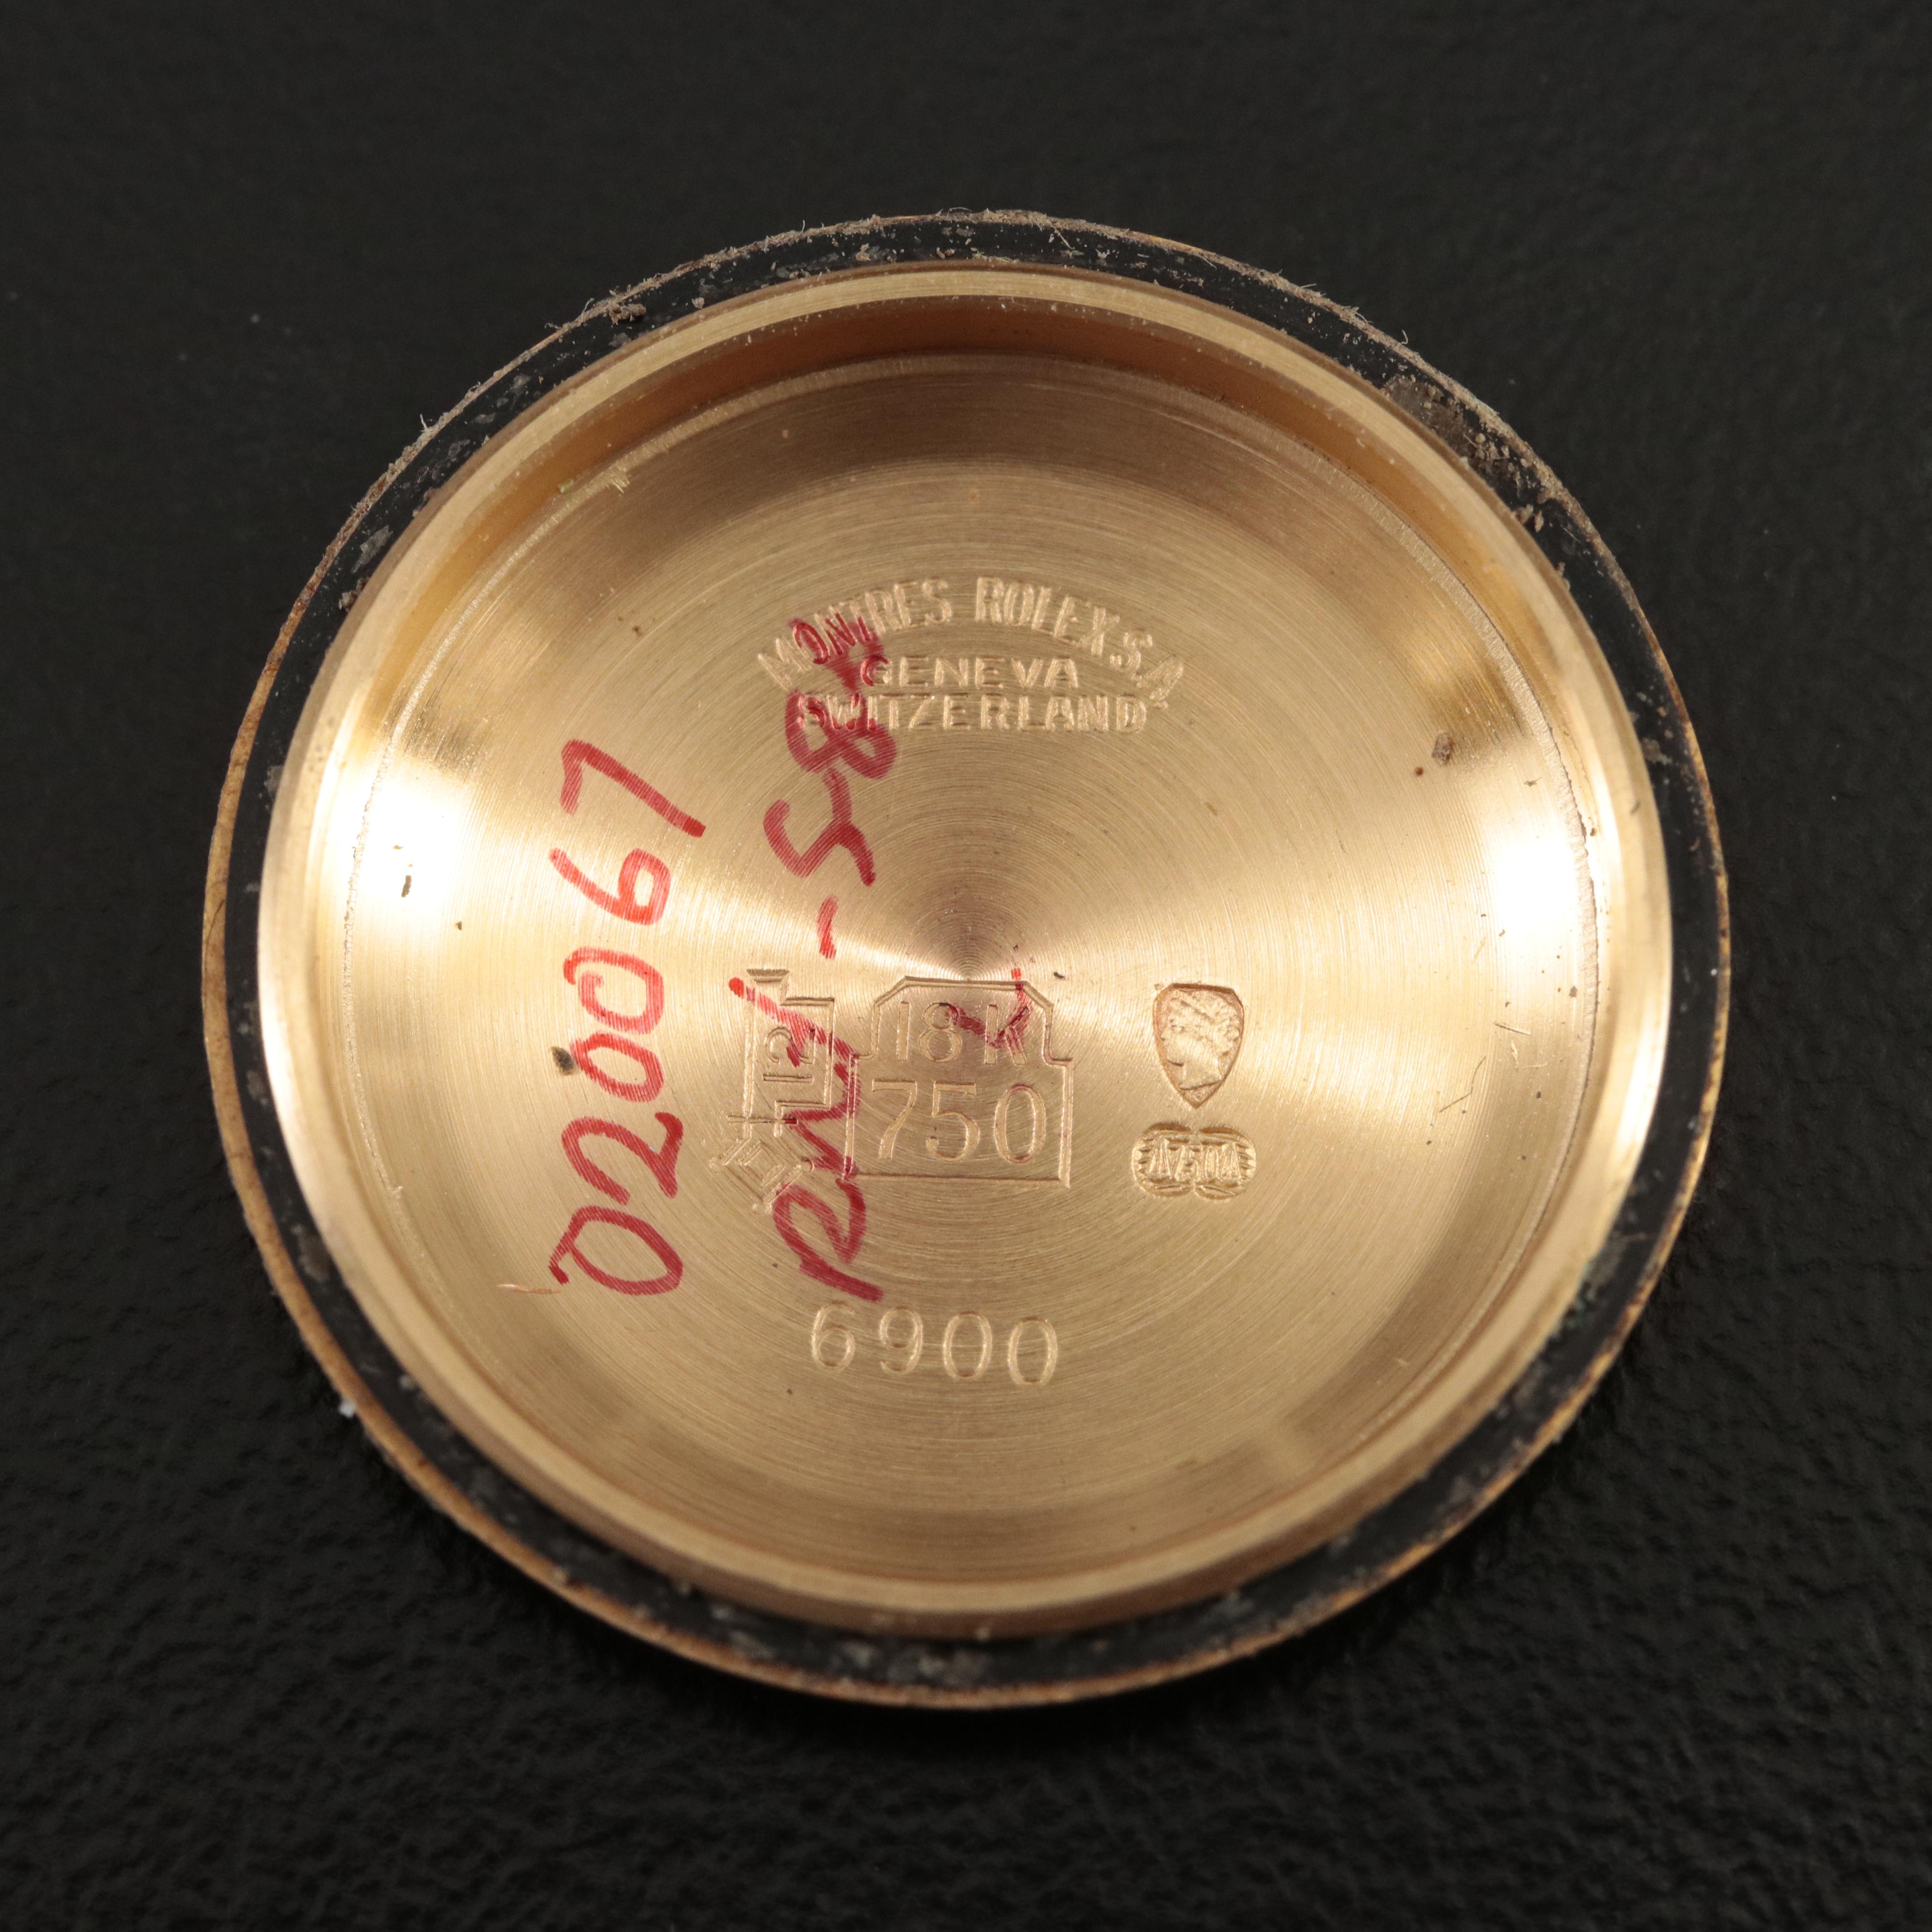 MONTRES ROLEX.S.A.
GENEVA
SWITZERLAND
18K
750
6900
020067